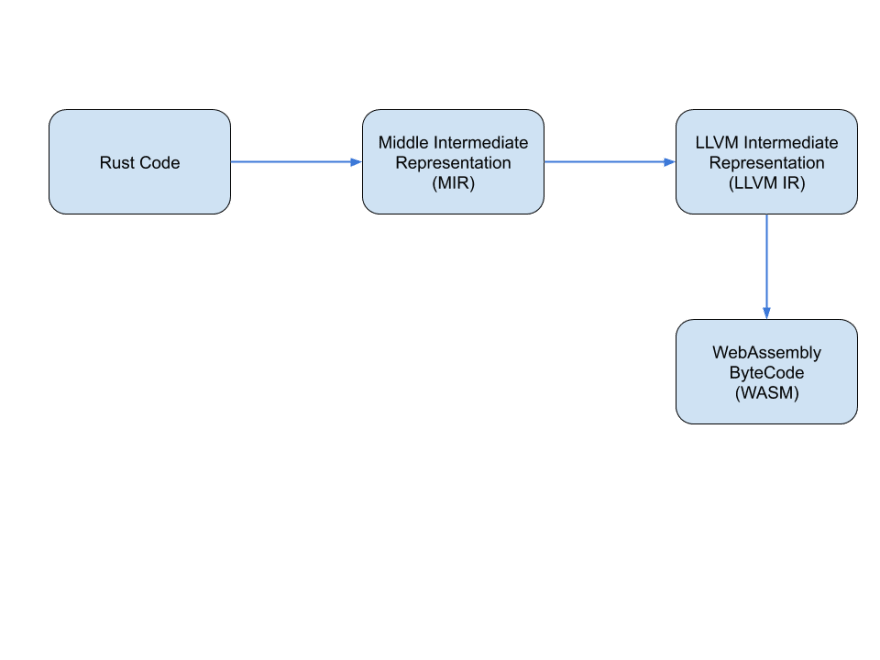 Rust Code
Middle Intermediate
Representation
(MIR)
LLVM Intermediate
Representation
(LLVM IR)
WebAssembly
ByteCode
(WASM)